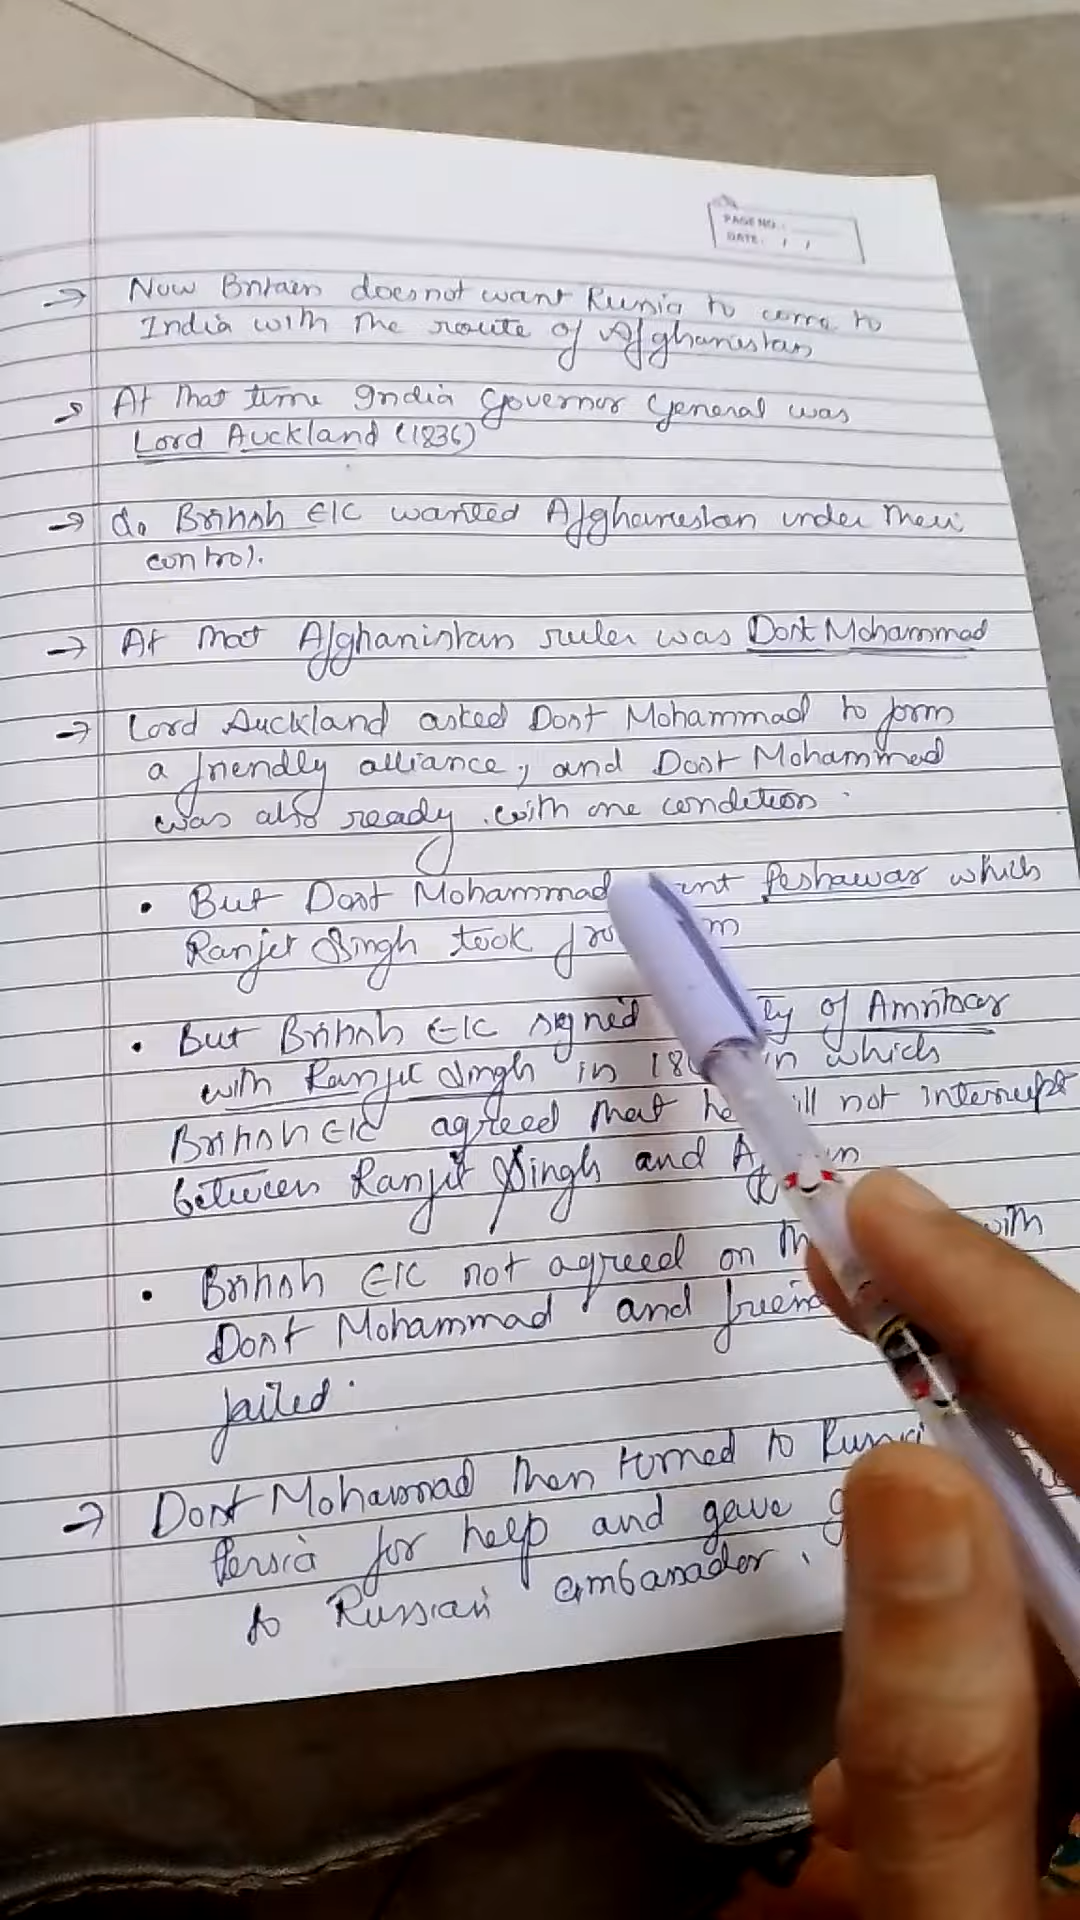 PAGE NO.:
DATE: / /
→ Now Britain doesnot want Russia to come to
India with the route of Afghanistan
→ At that time India Governor General was
Lord Auckland (1836)
→ So British EIC wanted Afghanistan under their
control.
→ At that Afghanistan ruler was Dost Mohammad
→ Lord Auckland asked Dost Mohammad to form
a friendly alliance, and Dost Mohammad
was also ready with one condition.
• But Dost Mohammad Peshawar which
Ranjit Singh took
• But British EIC signed of Amritsar
with Ranjit Singh in in which
British EIC agreed that not interrupt
between Ranjit Singh and
• British EIC not agreed on with
Dost Mohammad and
failed.
→ Dost Mohammad then turned to
Persia for help and gave
to Russian ambassador.